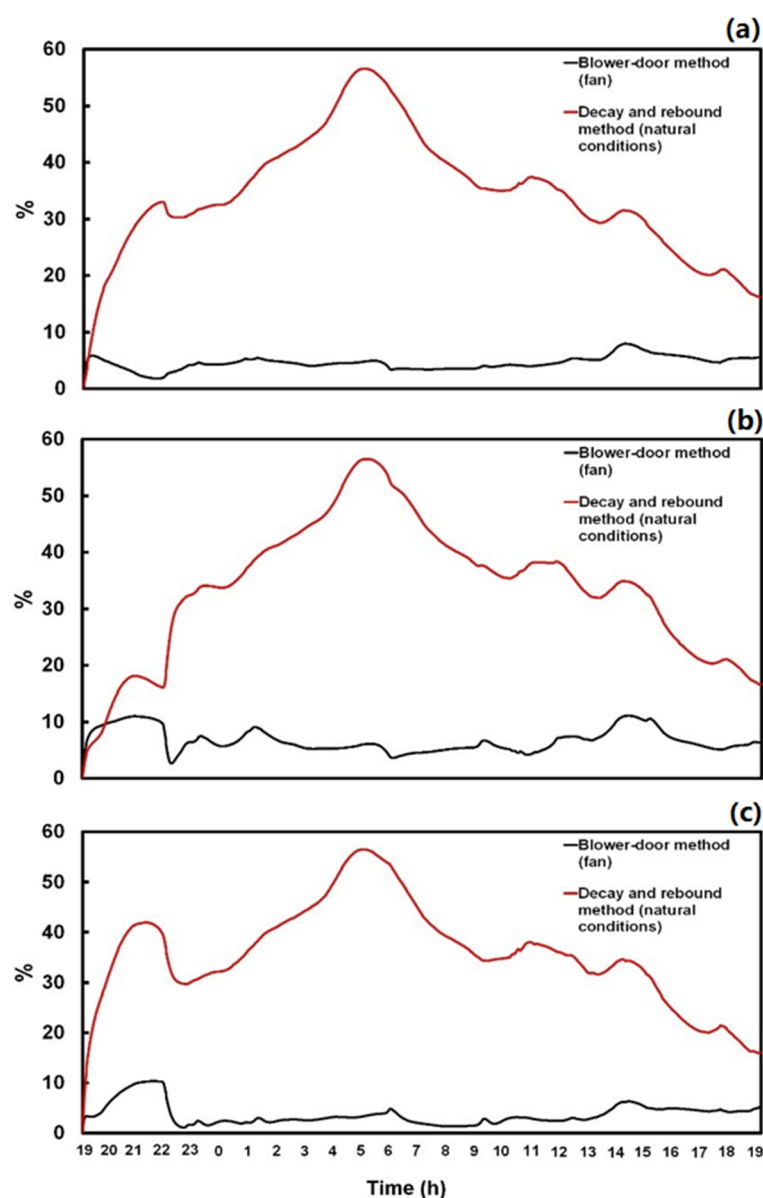 (a)
60
50
40
30
20
10
0
%
Blower-door method
(fan)
Decay and rebound
method (natural
conditions)
(b)
60
50
40
30
20
10
0
%
Blower-door method
(fan)
Decay and rebound
method (natural
conditions)
(c)
60
50
40
30
20
10
0
%
Blower-door method
(fan)
Decay and rebound
method (natural
conditions)
19 20 21 22 23 0 1 2 3 4 5 6 7 8 9 10 11 12 13 14 15 16 17 18 19
Time (h)